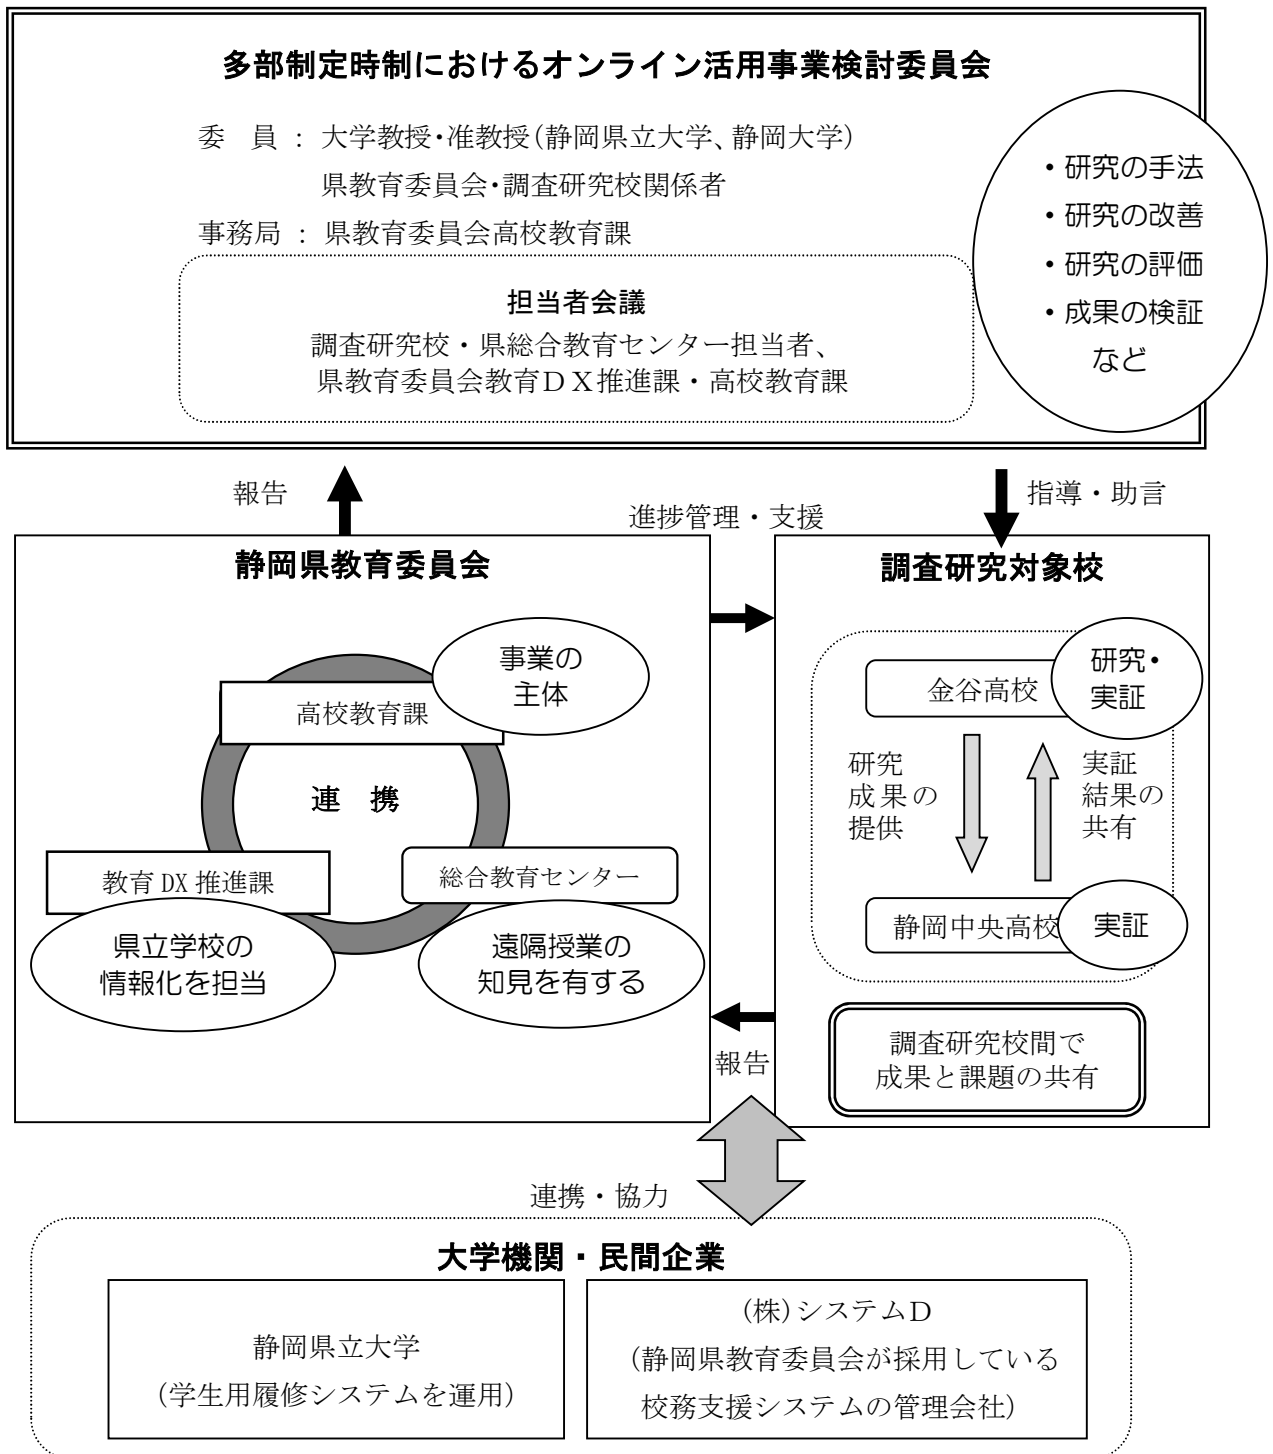 多部制定時制におけるオンライン活用事業検討委員会
委　員 ： 大学教授・准教授（静岡県立大学、静岡大学）
県教育委員会・調査研究校関係者
事務局 ： 県教育委員会高校教育課
担当者会議
調査研究校・県総合教育センター担当者、
県教育委員会教育ＤＸ推進課・高校教育課
・研究の手法
・研究の改善
・研究の評価
・成果の検証
など
報告
進捗管理・支援
指導・助言
静岡県教育委員会
事業の
主体
高校教育課
連　携
教育 DX 推進課
総合教育センター
県立学校の
情報化を担当
遠隔授業の
知見を有する
調査研究対象校
金谷高校
研究・
実証
研究
成果の
提供
実証
結果の
共有
静岡中央高校
実証
調査研究校間で
成果と課題の共有
報告
連携・協力
大学機関・民間企業
静岡県立大学
（学生用履修システムを運用）
（株）システムＤ
（静岡県教育委員会が採用している
校務支援システムの管理会社）